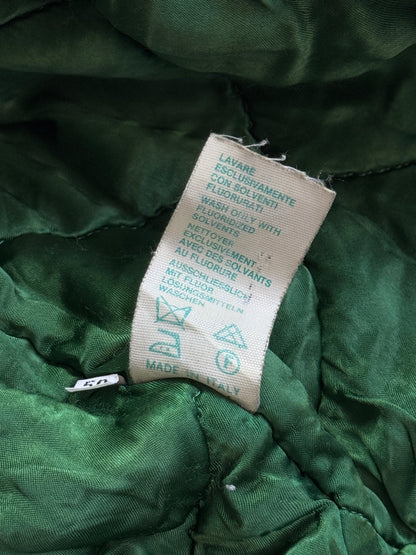 LAVARE
ESCLUSIVAMENTE
CON SOLVENTI
FLUORURATI
WASH ONLY WITH
FLUORIDIZED
SOLVENTS
NETTOYER
EXCLUSIVEMENT
AVEC DES SOLVANTS
AU FLUORURE
AUSSCHLIESSLICH
MIT FLUOR
LÖSUNGSMITTELN
WASCHEN
F
MADE IN ITALY
50